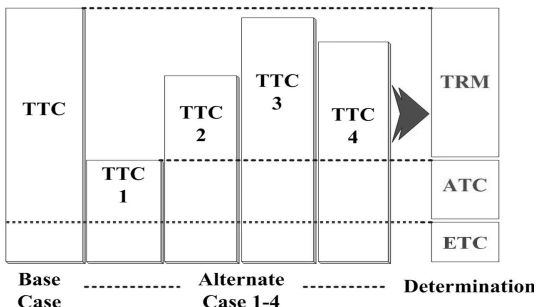 TTC
TTC
1
TTC
2
TTC
3
TTC
4
TRM
ATC
ETC
Base
Case
Alternate
Case 1-4
Determination